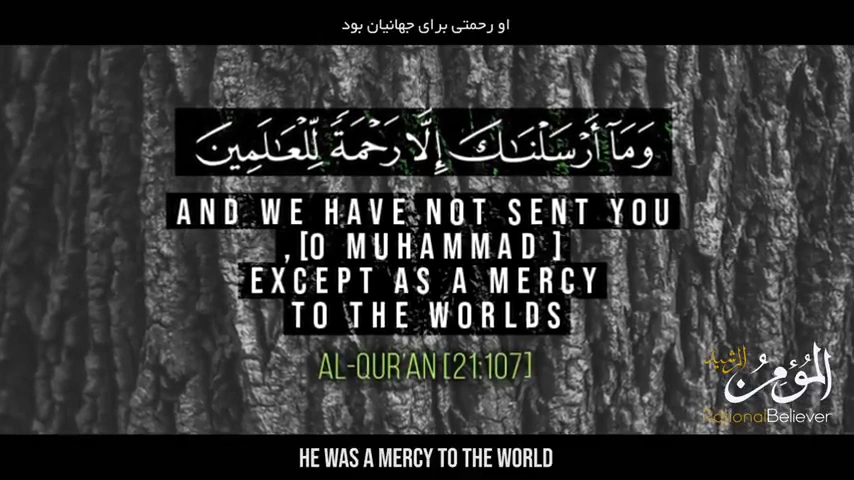 او رحمتی برای جهانیان بود
وَمَآ أَرْسَلْنَـٰكَ إِلَّا رَحْمَةً لِّلْعَـٰلَمِينَ
AND WE HAVE NOT SENT YOU
,[O MUHAMMAD ]
EXCEPT AS A MERCY
TO THE WORLDS
AL-QUR'AN [21:107]
المؤمنُ الرشيد
RationalBeliever
HE WAS A MERCY TO THE WORLD